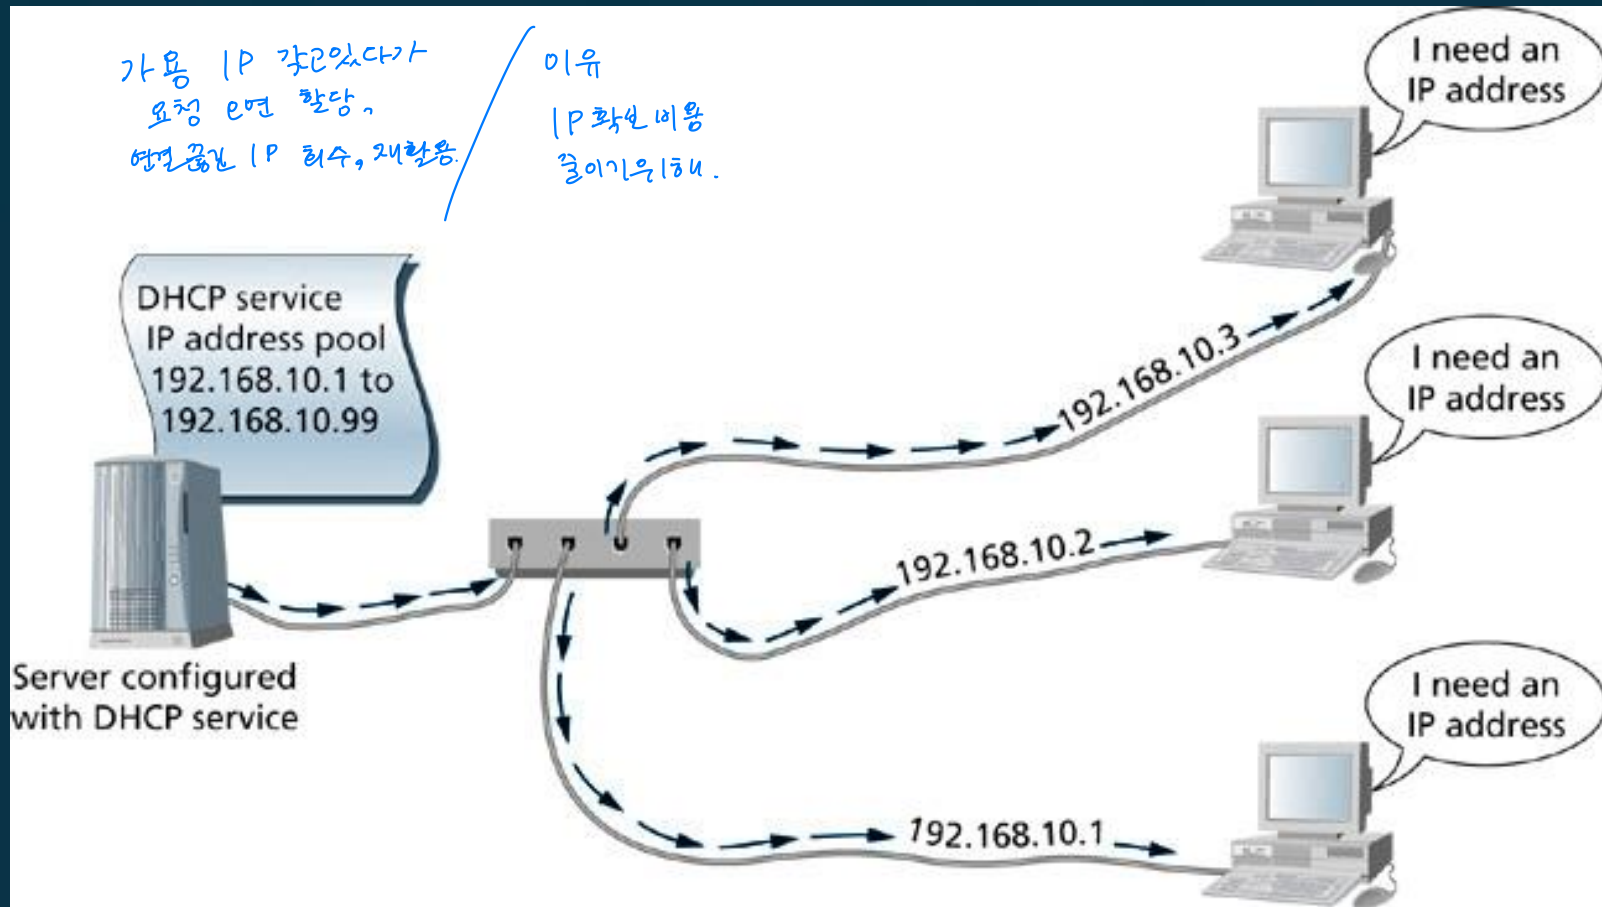 가용 IP 갖고있다가
요청 오면 할당,
연결끊긴 IP 회수, 재활용.
이유
IP 확보 비용
줄이기위해.
I need an
IP address
DHCP service
IP address pool
192.168.10.1 to
192.168.10.99
192.168.10.3
I need an
IP address
192.168.10.2
Server configured
with DHCP service
I need an
IP address
192.168.10.1